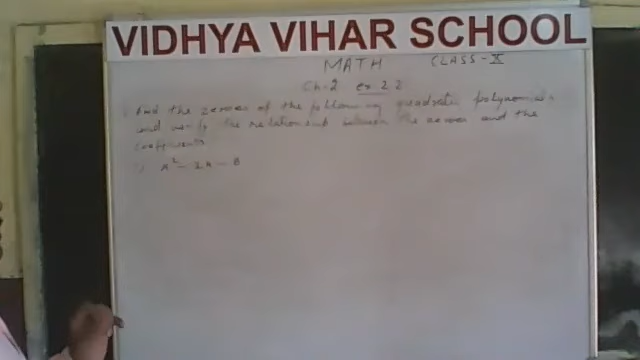 VIDHYA VIHAR SCHOOL
MATH CLASS-X
Ch-2 ex 2.2
find the zeroes of the following quadratic polynomials
and verify the relationship between the zeroes and the
coefficients
x² - 2x - 8